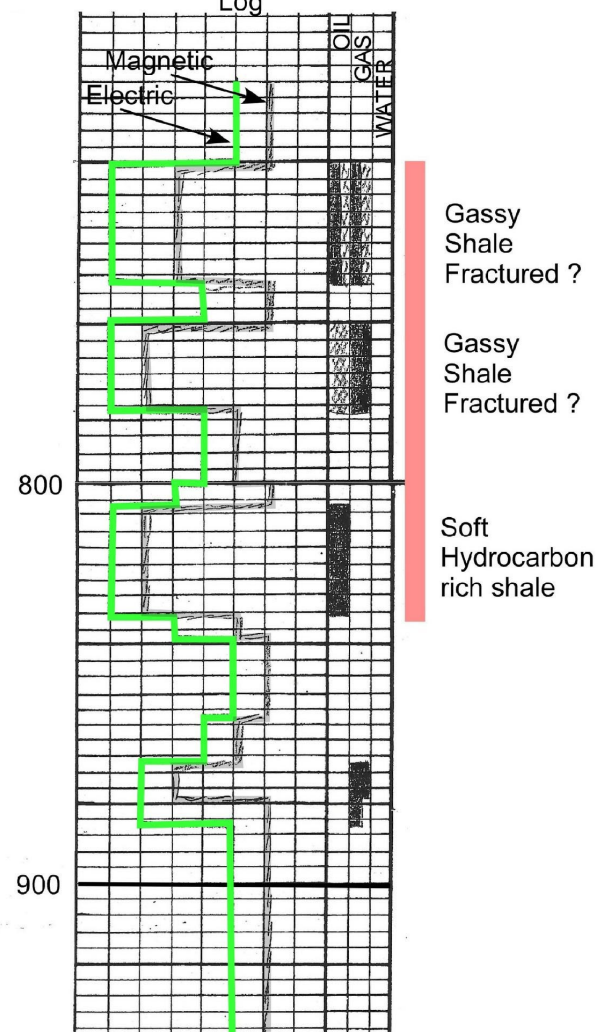 Log
OIL
GAS
WATER
Magnetic
Electric
Gassy
Shale
Fractured ?
Gassy
Shale
Fractured ?
800
Soft
Hydrocarbon
rich shale
900